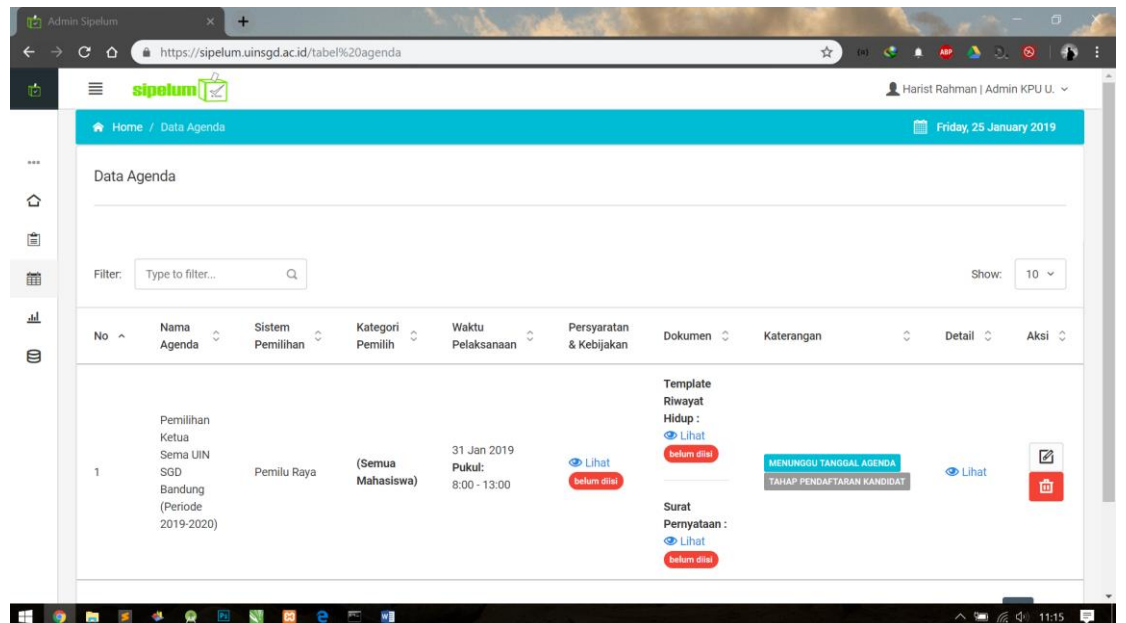 Admin Sipelum
https://sipelum.uinsgd.ac.id/tabel%20agenda
ABP
sipelum
Harist Rahman | Admin KPU U.
Home / Data Agenda
Friday, 25 January 2019
Data Agenda
Filter: Type to filter...
Show: 10
No Nama Agenda Sistem Pemilihan Kategori Pemilih Waktu Pelaksanaan Persyaratan & Kebijakan Dokumen Katerangan Detail Aksi
1
Pemilihan
Ketua
Sema UIN
SGD
Bandung
(Periode
2019-2020)
Pemilu Raya
(Semua
Mahasiswa)
31 Jan 2019
Pukul:
8:00 - 13:00
Lihat
belum diisi
Template
Riwayat
Hidup :
Lihat
belum diisi
Surat
Pernyataan :
Lihat
belum diisi
MENUNGGU TANGGAL AGENDA
TAHAP PENDAFTARAN KANDIDAT
Lihat
11:15